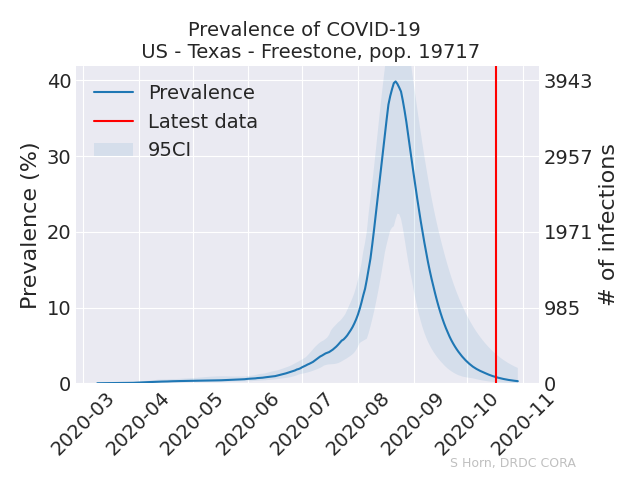 Prevalence of COVID-19
US - Texas - Freestone, pop. 19717
Prevalence
Latest data
95CI
Prevalence (%)
40
30
20
10
0
3943
2957
1971
985
0
# of infections
2020-03
2020-04
2020-05
2020-06
2020-07
2020-08
2020-09
2020-10
2020-11
S Horn, DRDC CORA